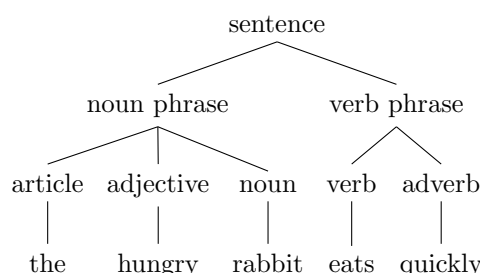 sentence
noun phrase verb phrase
article adjective noun verb adverb
the hungry rabbit eats quickly